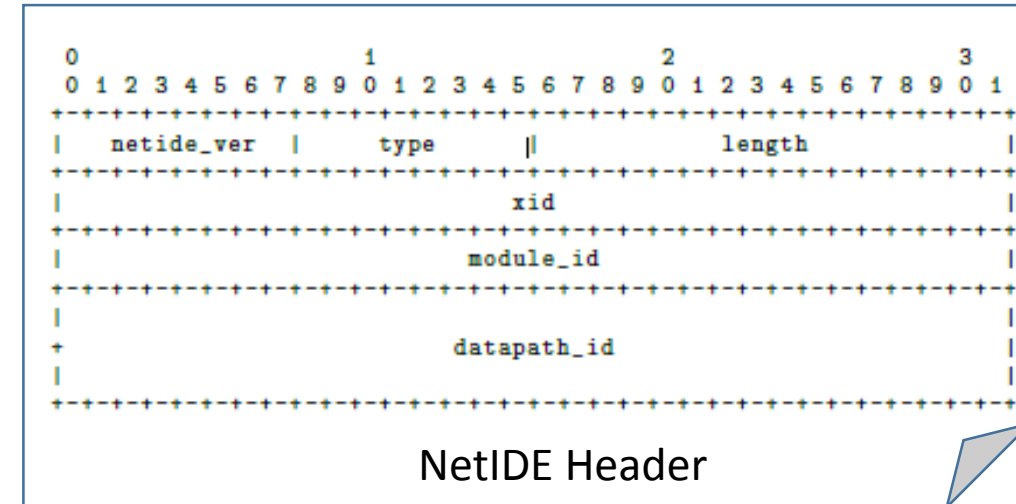 0                   1                   2                   3
0 1 2 3 4 5 6 7 8 9 0 1 2 3 4 5 6 7 8 9 0 1 2 3 4 5 6 7 8 9 0 1
+-+-+-+-+-+-+-+-+-+-+-+-+-+-+-+-+-+-+-+-+-+-+-+-+-+-+-+-+-+-+-+-+
|   netide_ver  |      type     ||            length            |
+-+-+-+-+-+-+-+-+-+-+-+-+-+-+-+-+-+-+-+-+-+-+-+-+-+-+-+-+-+-+-+-+
|                              xid                              |
+-+-+-+-+-+-+-+-+-+-+-+-+-+-+-+-+-+-+-+-+-+-+-+-+-+-+-+-+-+-+-+-+
|                           module_id                           |
+-+-+-+-+-+-+-+-+-+-+-+-+-+-+-+-+-+-+-+-+-+-+-+-+-+-+-+-+-+-+-+-+
|                                                               |
+                          datapath_id                          |
|                                                               |
+-+-+-+-+-+-+-+-+-+-+-+-+-+-+-+-+-+-+-+-+-+-+-+-+-+-+-+-+-+-+-+-+
NetIDE Header